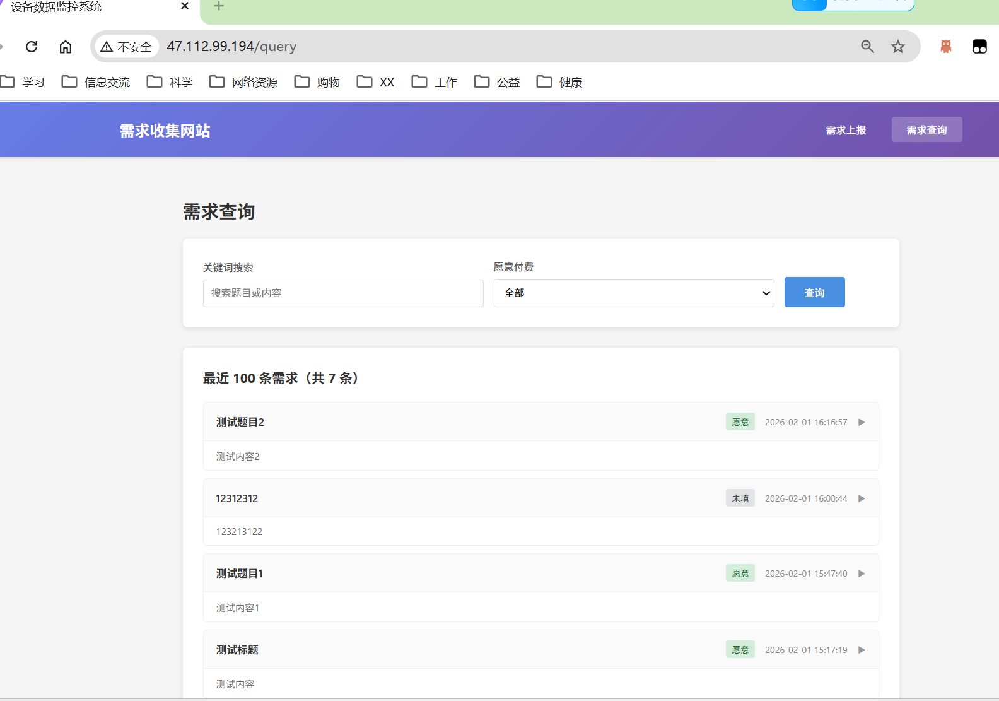 设备数据监控系统
不安全 47.112.99.194/query
学习 信息交流 科学 网络资源 购物 XX 工作 公益 健康
需求收集网站 需求上报 需求查询
需求查询
关键词搜索 愿意付费
搜索题目或内容 全部 查询
最近 100 条需求（共 7 条）
测试题目2 愿意 2026-02-01 16:16:57
测试内容2
12312312 未填 2026-02-01 16:08:44
123213122
测试题目1 愿意 2026-02-01 15:47:40
测试内容1
测试标题 愿意 2026-02-01 15:17:19
测试内容